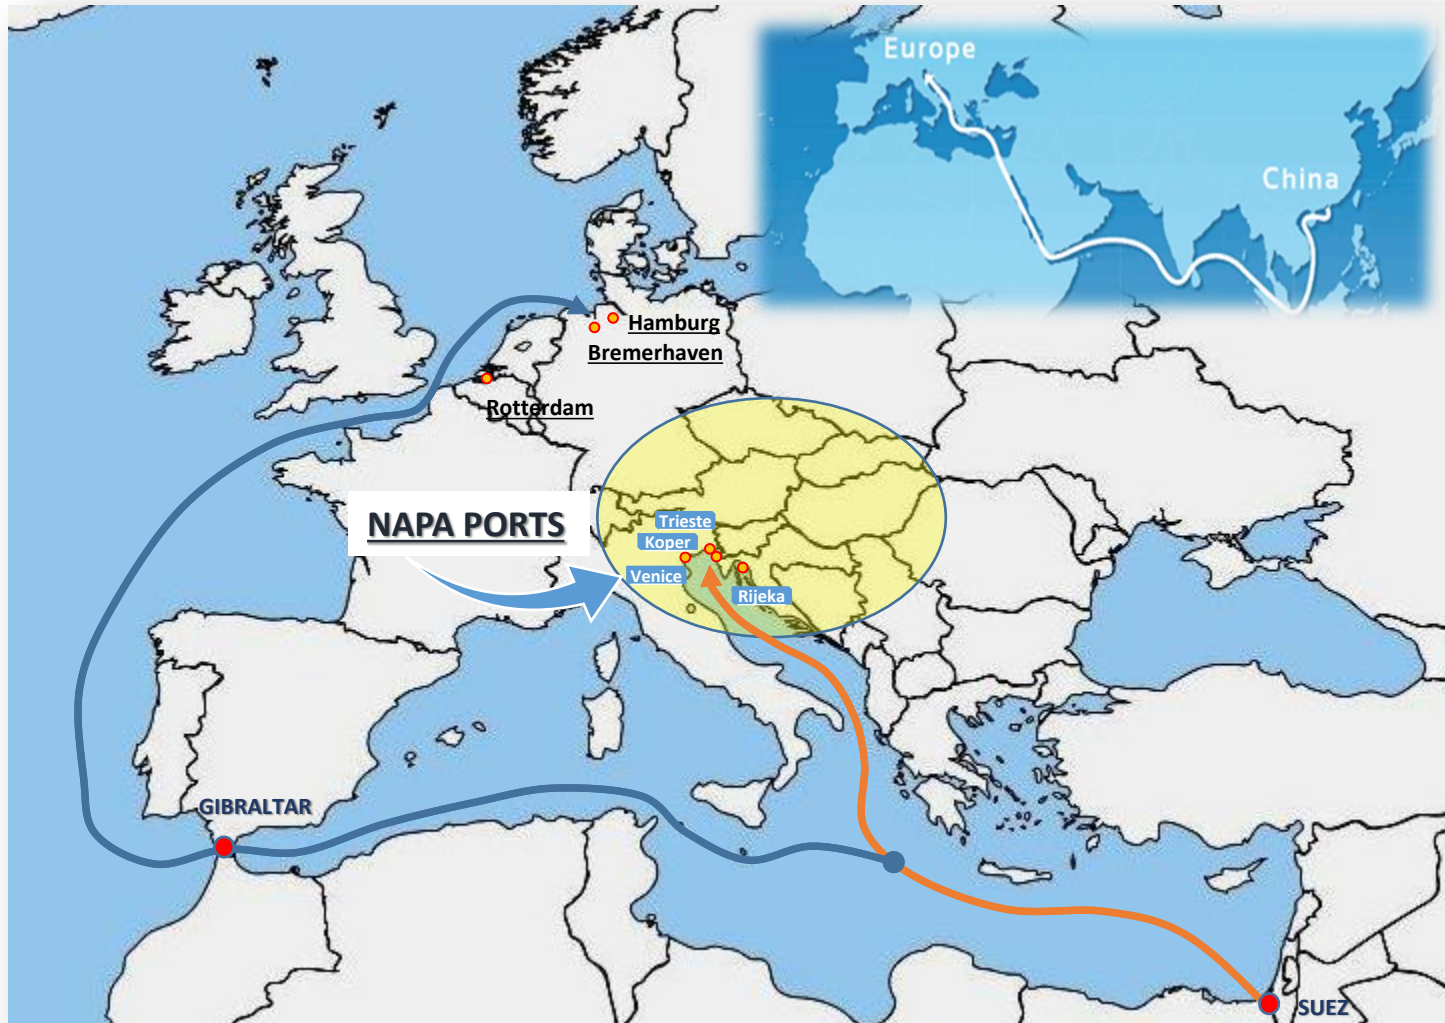 Europe
China
Hamburg
Bremerhaven
Rotterdam
NAPA PORTS
Trieste
Koper
Venice
Rijeka
GIBRALTAR
SUEZ